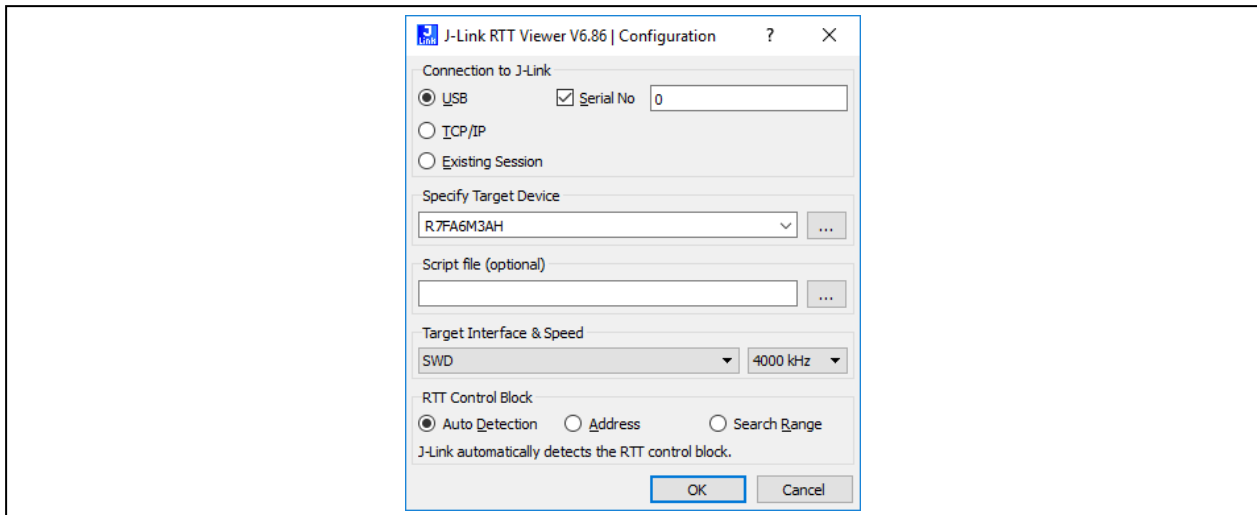 J-Link RTT Viewer V6.86 | Configuration ?
Connection to J-Link
USB Serial No 0
TCP/IP
Existing Session
Specify Target Device
R7FA6M3AH ...
Script file (optional)
...
Target Interface & Speed
SWD 4000 kHz
RTT Control Block
Auto Detection Address Search Range
J-Link automatically detects the RTT control block.
OK Cancel